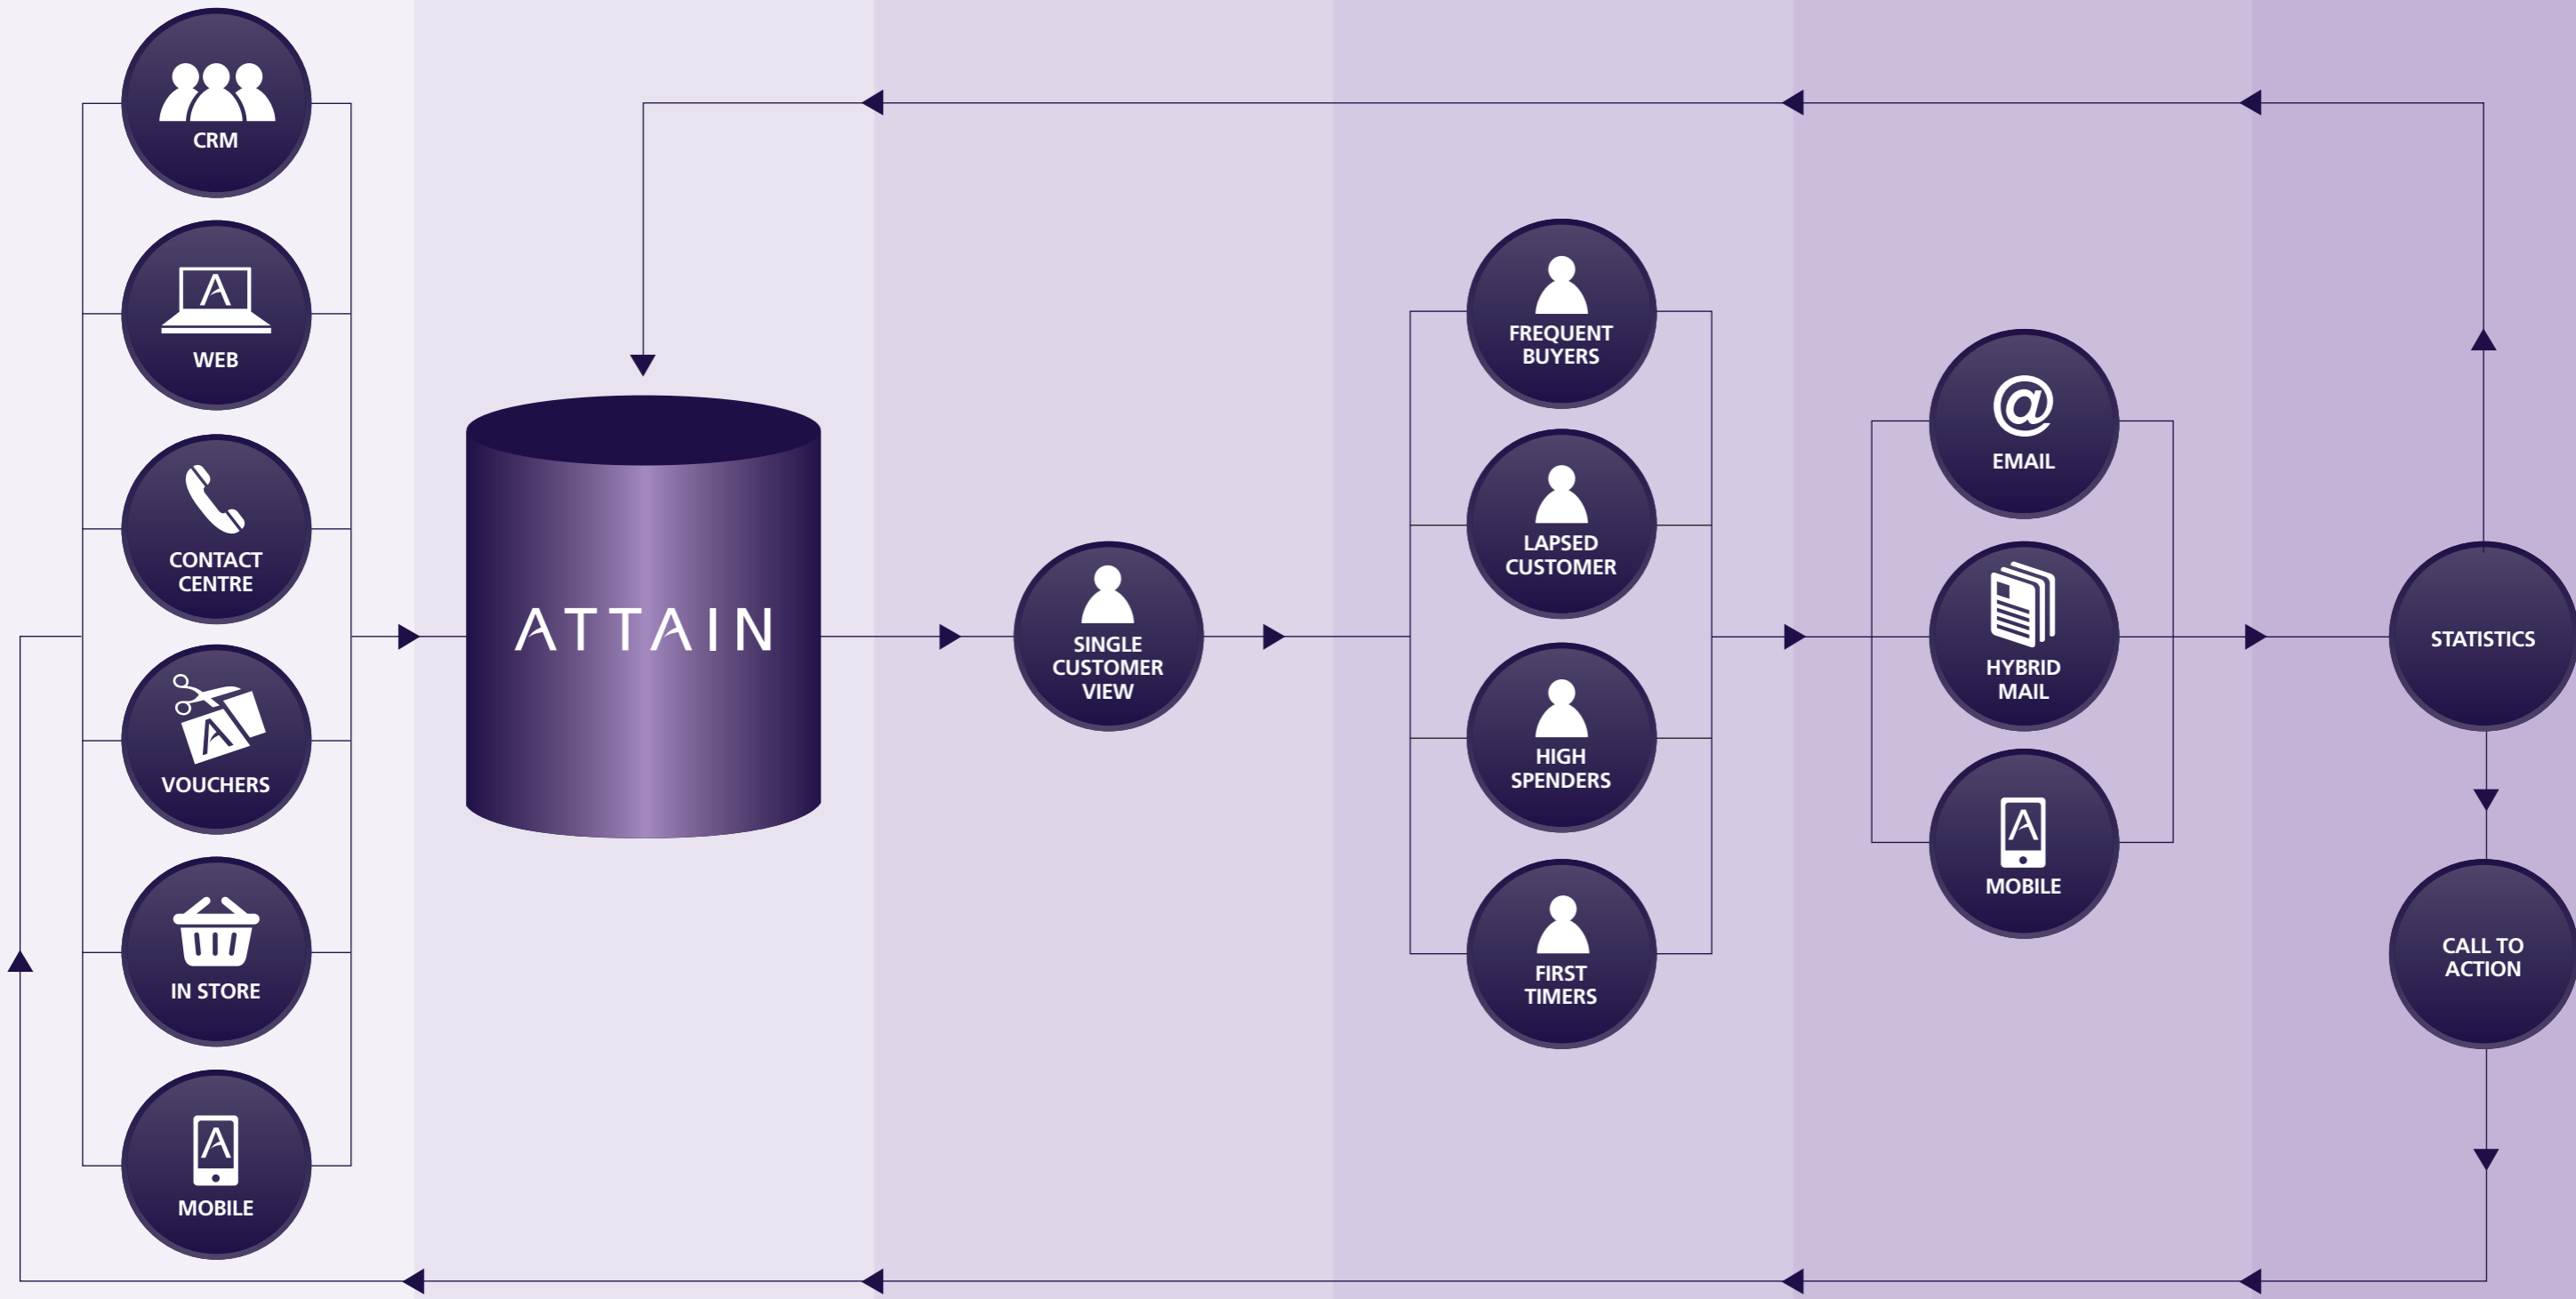 CRM
WEB
CONTACT
CENTRE
VOUCHERS
IN STORE
MOBILE
ATTAIN
SINGLE
CUSTOMER
VIEW
FREQUENT
BUYERS
LAPSED
CUSTOMER
HIGH
SPENDERS
FIRST
TIMERS
@
EMAIL
HYBRID
MAIL
A
MOBILE
STATISTICS
CALL TO
ACTION